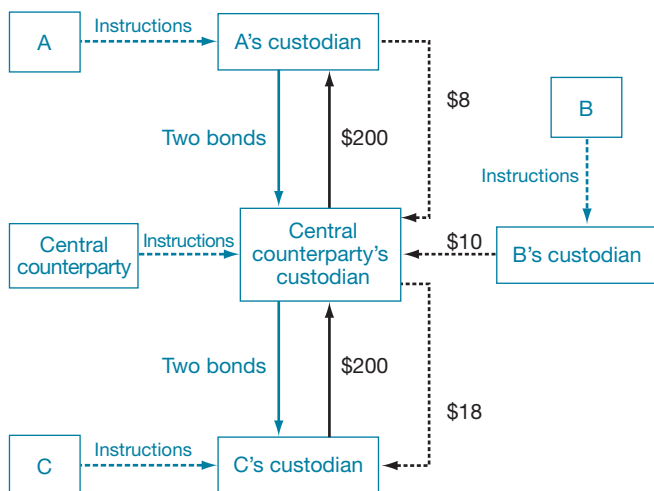 A
Instructions
A's custodian
$8
B
Two bonds
$200
Instructions
Central
counterparty
Instructions
Central
counterparty's
custodian
$10
B's custodian
Two bonds
$200
$18
C
Instructions
C's custodian